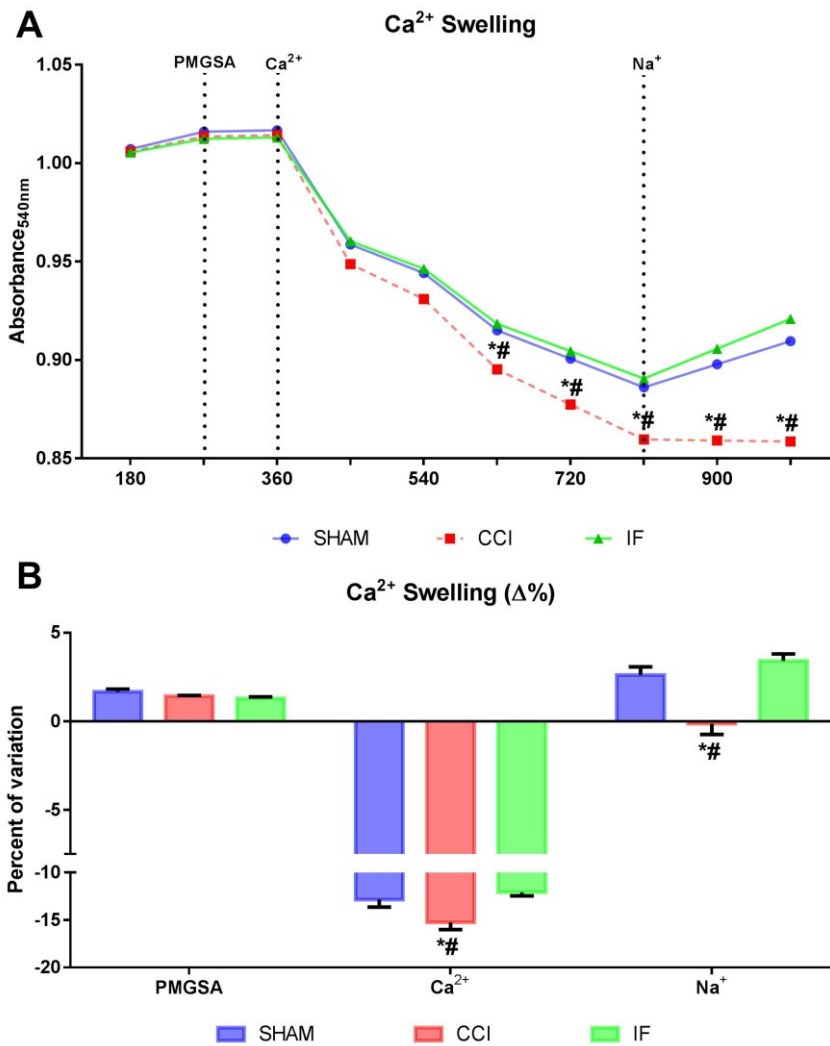 A
Ca²⁺ Swelling
PMGSA
Ca²⁺
Na⁺
Absorbance₅₄₀nm
1.05
1.00
0.95
0.90
0.85
*#
*#
*#
*#
*#
180
360
540
720
900
SHAM
CCI
IF
B
Ca²⁺ Swelling (Δ%)
Percent of variation
5
0
-5
-10
-15
-20
*#
*#
PMGSA
Ca²⁺
Na⁺
SHAM
CCI
IF